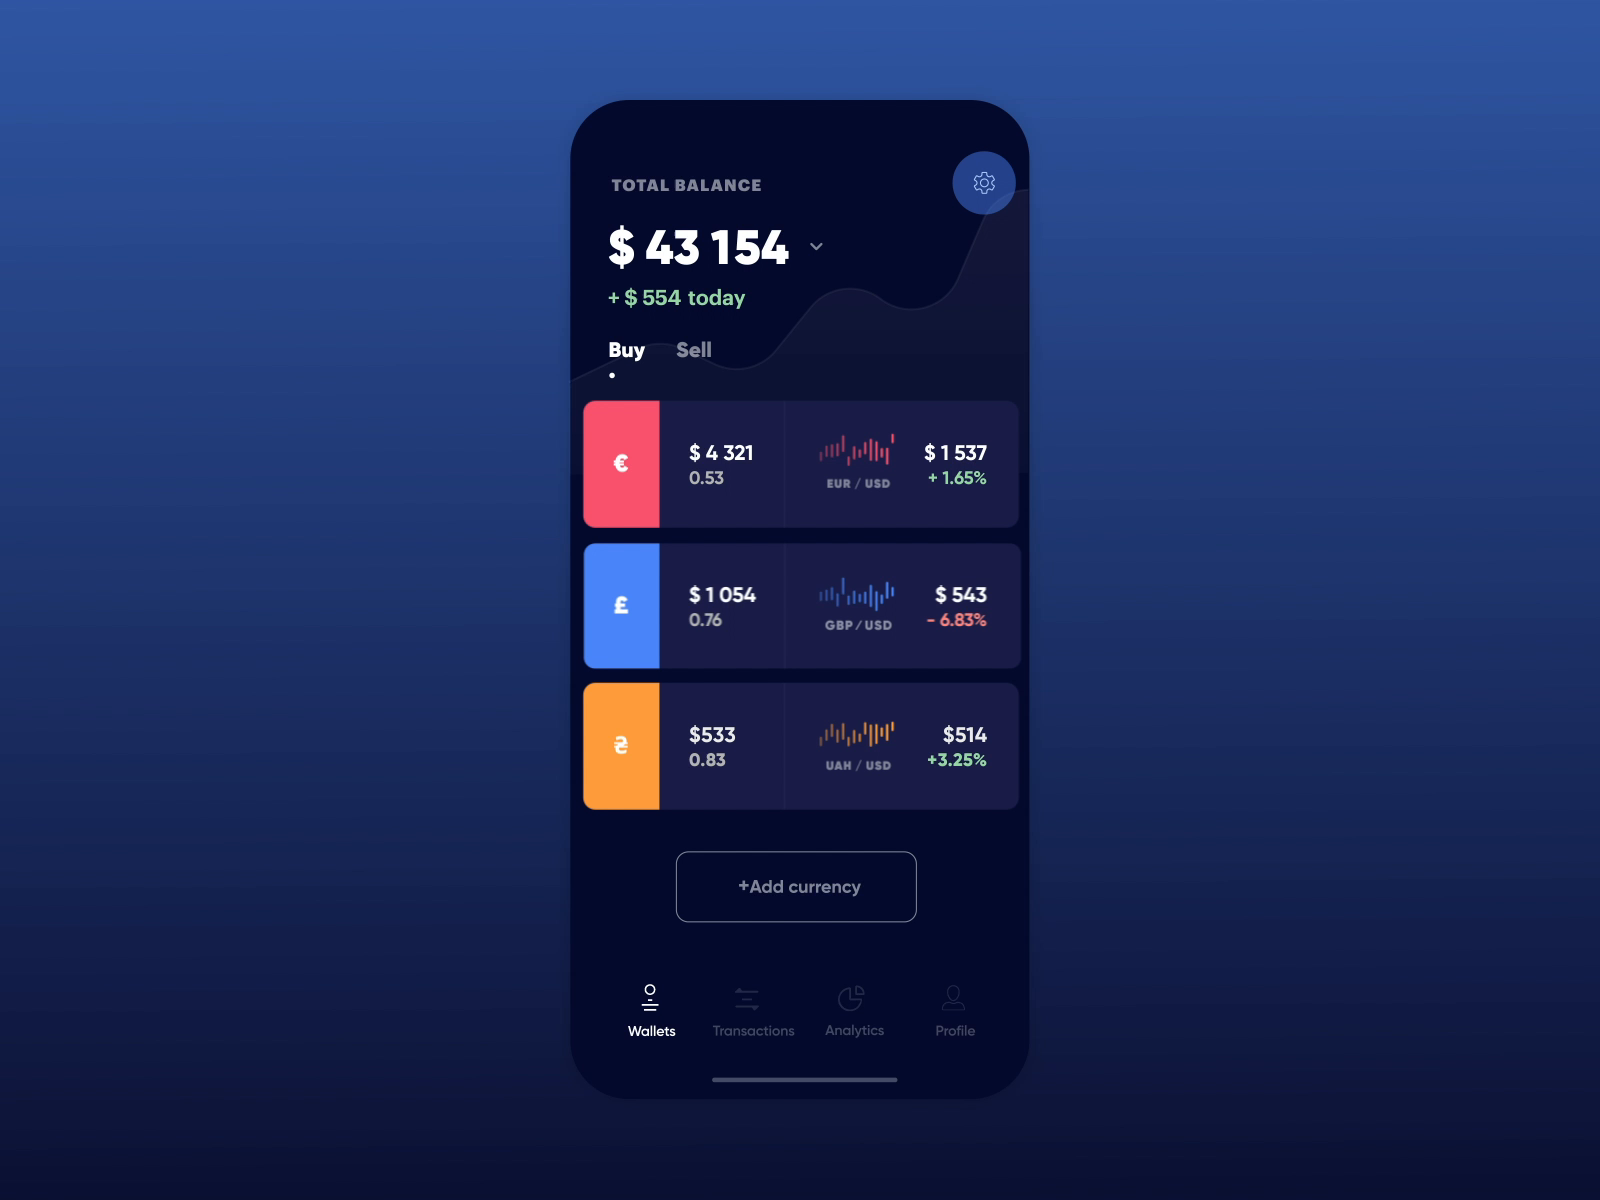 TOTAL BALANCE
$ 43 154
+ $ 554 today
Buy Sell
€
$ 4 321
0.53
EUR / USD
$ 1 537
+ 1.65%
£
$ 1 054
0.76
GBP / USD
$ 543
- 6.83%
₴
$533
0.83
UAH / USD
$514
+3.25%
+Add currency
Wallets Transactions Analytics Profile